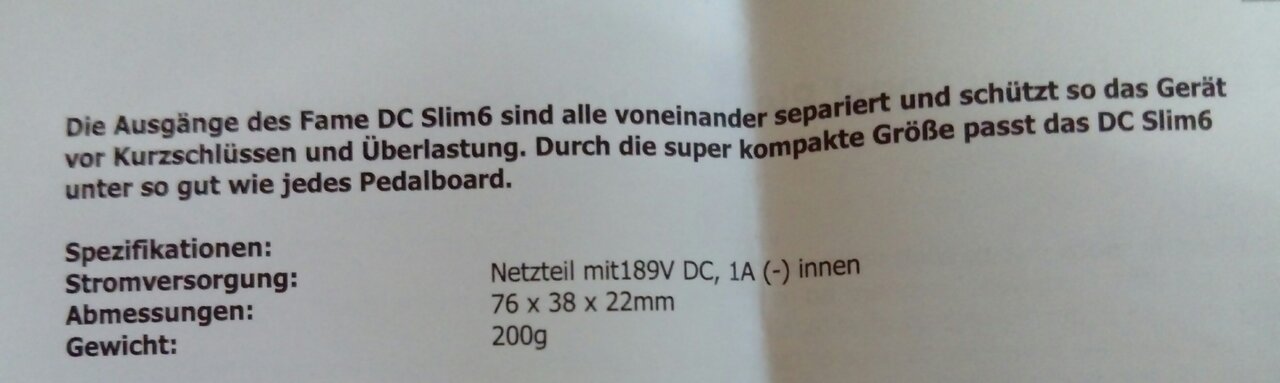 Die Ausgänge des Fame DC Slim6 sind alle voneinander separiert und schützt so das Gerät
vor Kurzschlüssen und Überlastung. Durch die super kompakte Größe passt das DC Slim6
unter so gut wie jedes Pedalboard.
Spezifikationen:
Stromversorgung: Netzteil mit189V DC, 1A (-) innen
Abmessungen: 76 x 38 x 22mm
Gewicht: 200g